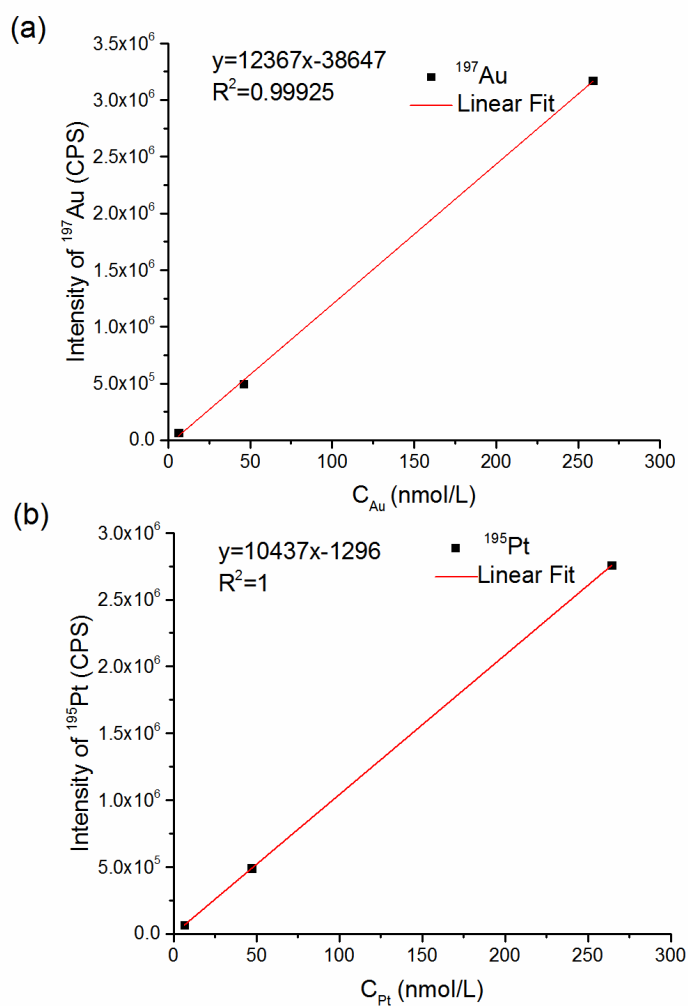 (a)
y=12367x-38647
R²=0.99925
¹⁹⁷Au
Linear Fit
Intensity of ¹⁹⁷Au (CPS)
3.5x10⁶
3.0x10⁶
2.5x10⁶
2.0x10⁶
1.5x10⁶
1.0x10⁶
5.0x10⁵
0.0
0 50 100 150 200 250 300
C_Au (nmol/L)
(b)
y=10437x-1296
R²=1
¹⁹⁵Pt
Linear Fit
Intensity of ¹⁹⁵Pt (CPS)
3.0x10⁶
2.5x10⁶
2.0x10⁶
1.5x10⁶
1.0x10⁶
5.0x10⁵
0.0
0 50 100 150 200 250 300
C_Pt (nmol/L)